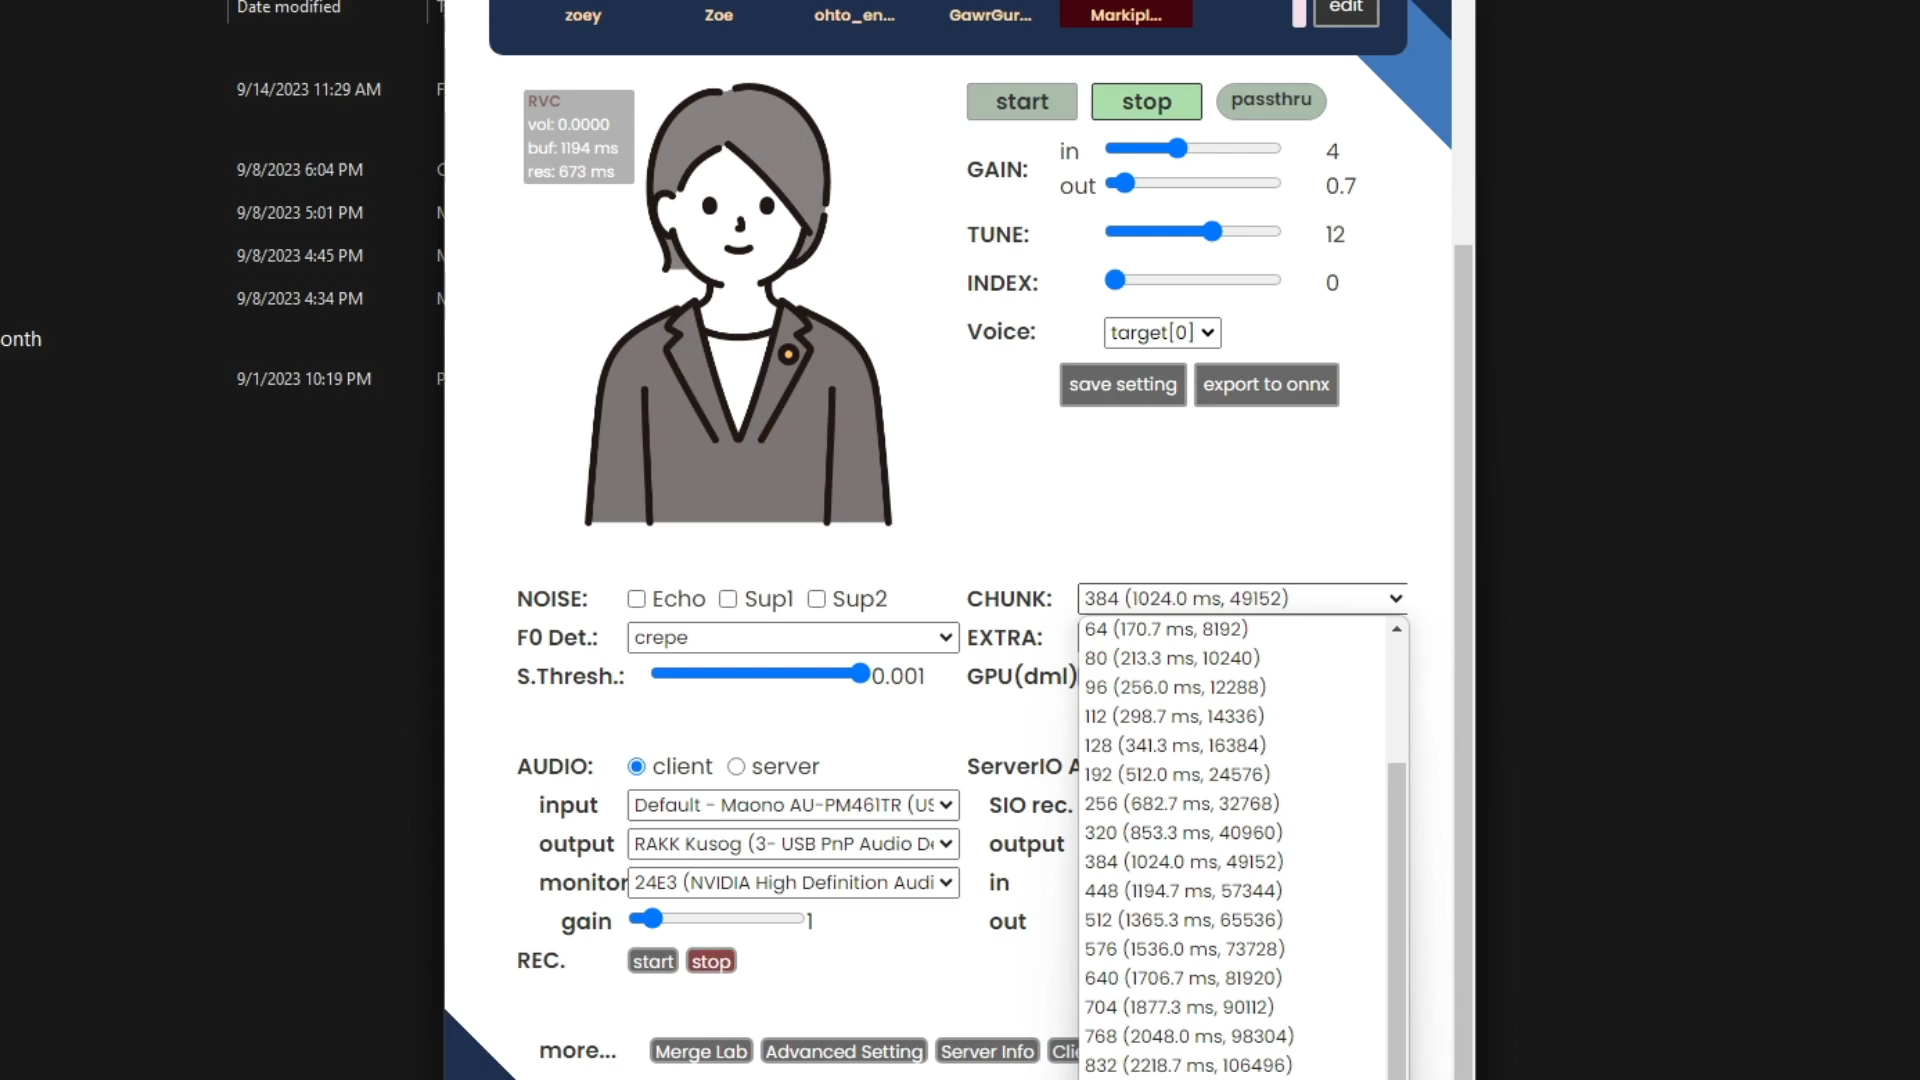 Date modified
9/14/2023 11:29 AM
9/8/2023 6:04 PM
9/8/2023 5:01 PM
9/8/2023 4:45 PM
9/8/2023 4:34 PM
onth
9/1/2023 10:19 PM
zoey
Zoe
ohto_en...
GawrGur...
Markipl...
edit
RVC
vol: 0.0000
buf: 1194 ms
res: 673 ms
start
stop
passthru
GAIN:
in
4
out
0.7
TUNE:
12
INDEX:
0
Voice:
target[0]
save setting
export to onnx
NOISE:
Echo
Sup1
Sup2
F0 Det.:
crepe
S.Thresh.:
0.001
CHUNK:
384 (1024.0 ms, 49152)
EXTRA:
GPU(dml)
64 (170.7 ms, 8192)
80 (213.3 ms, 10240)
96 (256.0 ms, 12288)
112 (298.7 ms, 14336)
128 (341.3 ms, 16384)
192 (512.0 ms, 24576)
256 (682.7 ms, 32768)
320 (853.3 ms, 40960)
384 (1024.0 ms, 49152)
448 (1194.7 ms, 57344)
512 (1365.3 ms, 65536)
576 (1536.0 ms, 73728)
640 (1706.7 ms, 81920)
704 (1877.3 ms, 90112)
768 (2048.0 ms, 98304)
832 (2218.7 ms, 106496)
AUDIO:
client
server
input
Default - Maono AU-PM461TR (US
output
RAKK Kusog (3- USB PnP Audio De
monitor
24E3 (NVIDIA High Definition Audi
gain
1
REC.
start
stop
ServerIO A
SIO rec.
output
in
out
more...
Merge Lab
Advanced Setting
Server Info
Clie